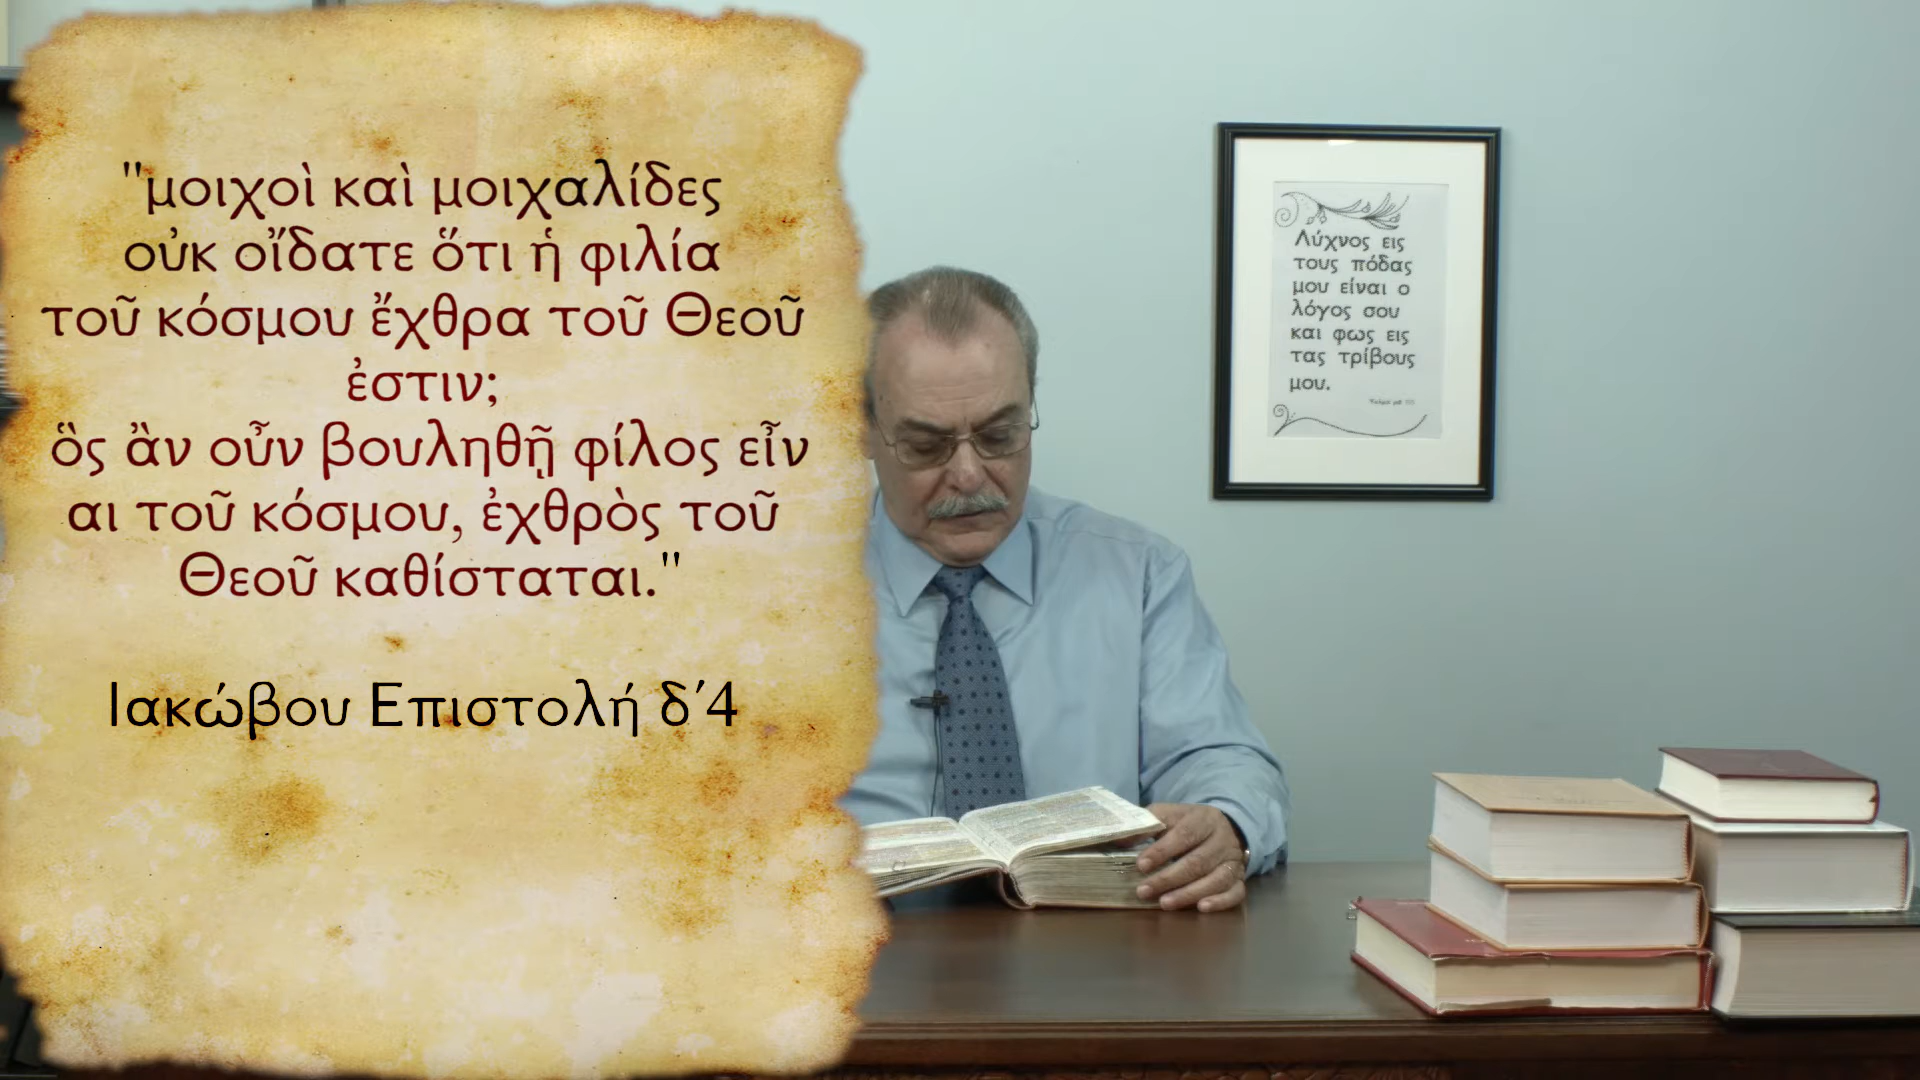 "μοιχοὶ καὶ μοιχαλίδες
οὐκ οἴδατε ὅτι ἡ φιλία
τοῦ κόσμου ἔχθρα τοῦ Θεοῦ
ἐστιν;
ὃς ἂν οὖν βουληθῇ φίλος εἶν
αι τοῦ κόσμου, ἐχθρὸς τοῦ
Θεοῦ καθίσταται."
Ιακώβου Επιστολή δ΄4
Λύχνος εις
τους πόδας
μου είναι ο
λόγος σου
και φως εις
τας τρίβους
μου.